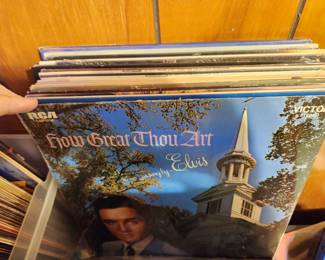 RCA VICTOR
How Great Thou Art
Elvis